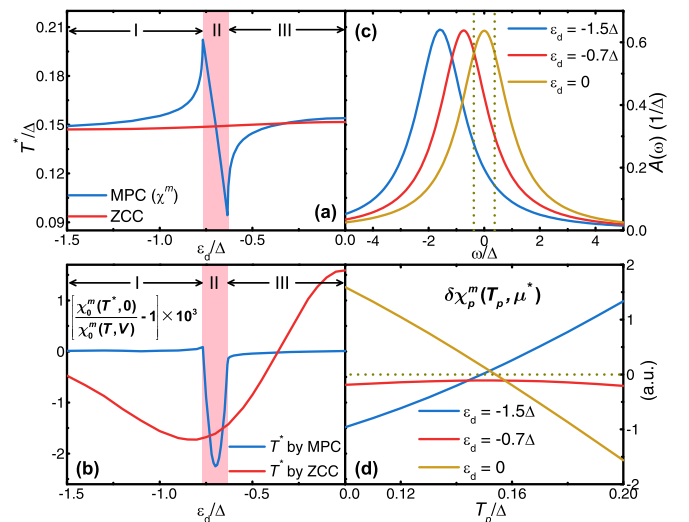 I II III
0.21
0.18
0.15
0.12
0.09
T*/Δ
MPC (χ^m)
ZCC
(a)
-1.5 -1.0 -0.5 0.0
ε_d/Δ
(c)
ε_d = -1.5Δ
ε_d = -0.7Δ
ε_d = 0
0.6
0.4
0.2
0.0
A(ω) (1/Δ)
-4 -2 0 2 4
ω/Δ
I II III
[χ_0^m(T*,0)/χ_0^m(T,V) - 1] × 10^3
1
0
-1
-2
T* by MPC
T* by ZCC
(b)
-1.5 -1.0 -0.5 0.0
ε_d/Δ
δχ_p^m(T_p, μ*)
2
1
0
-1
-2
(a.u.)
ε_d = -1.5Δ
ε_d = -0.7Δ
ε_d = 0
(d)
0.12 0.16 0.20
T_p/Δ